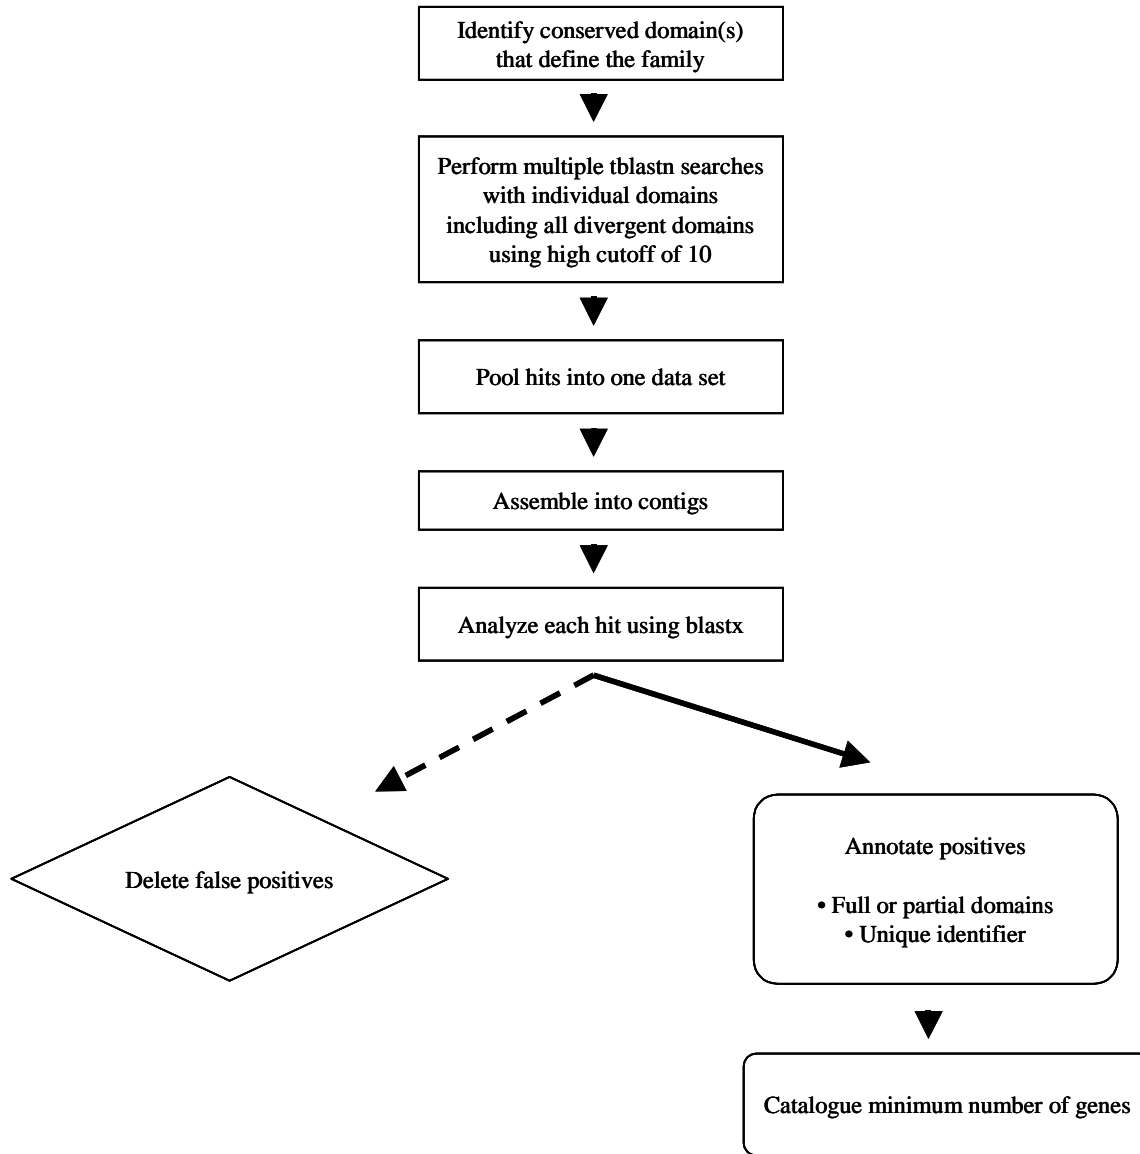 Identify conserved domain(s)
that define the family
Perform multiple tblastn searches
with individual domains
including all divergent domains
using high cutoff of 10
Pool hits into one data set
Assemble into contigs
Analyze each hit using blastx
Delete false positives
Annotate positives
• Full or partial domains
• Unique identifier
Catalogue minimum number of genes